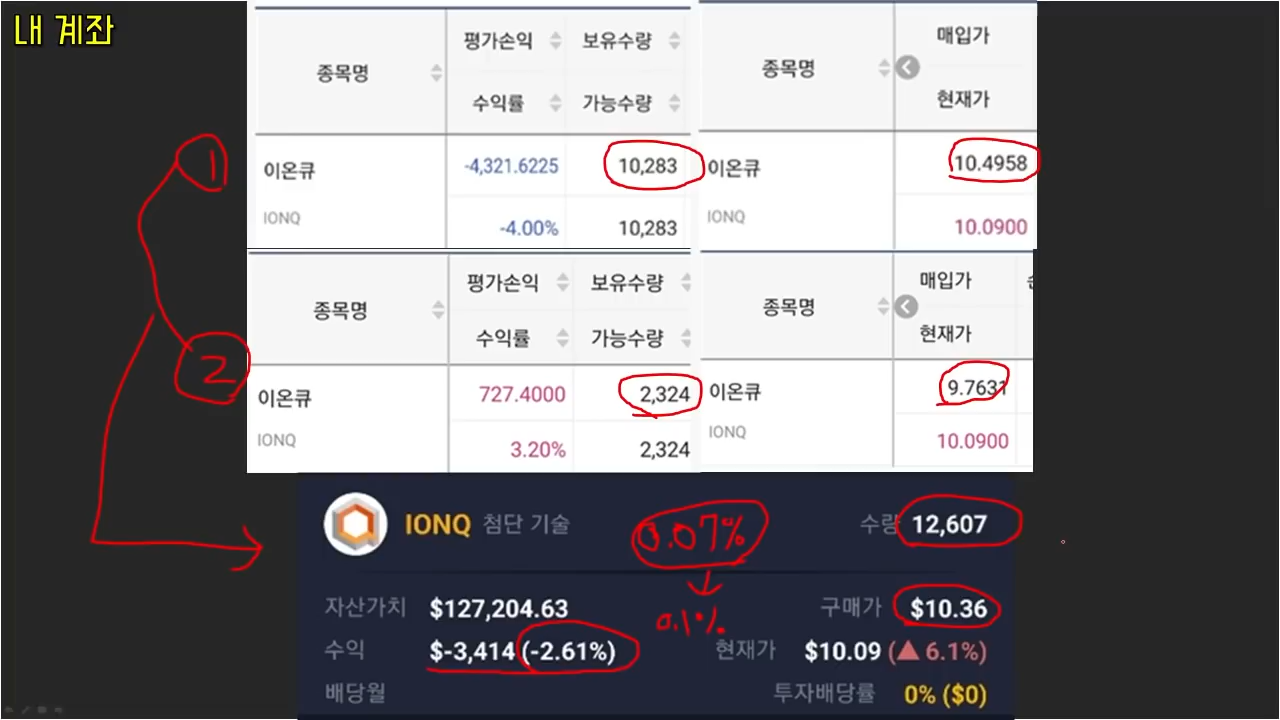 내 계좌
종목명
평가손익
보유수량
수익률
가능수량
이온큐
-4,321.6225
10,283
IONQ
-4.00%
10,283
종목명
매입가
현재가
이온큐
10.4958
IONQ
10.0900
1
종목명
평가손익
보유수량
수익률
가능수량
이온큐
727.4000
2,324
IONQ
3.20%
2,324
종목명
매입가
현재가
이온큐
9.7631
IONQ
10.0900
2
IONQ 첨단 기술
0.07%
수량 12,607
자산가치 $127,204.63
0.1%
구매가 $10.36
수익 $-3,414 (-2.61%)
현재가 $10.09 (▲ 6.1%)
배당월
투자배당률 0% ($0)